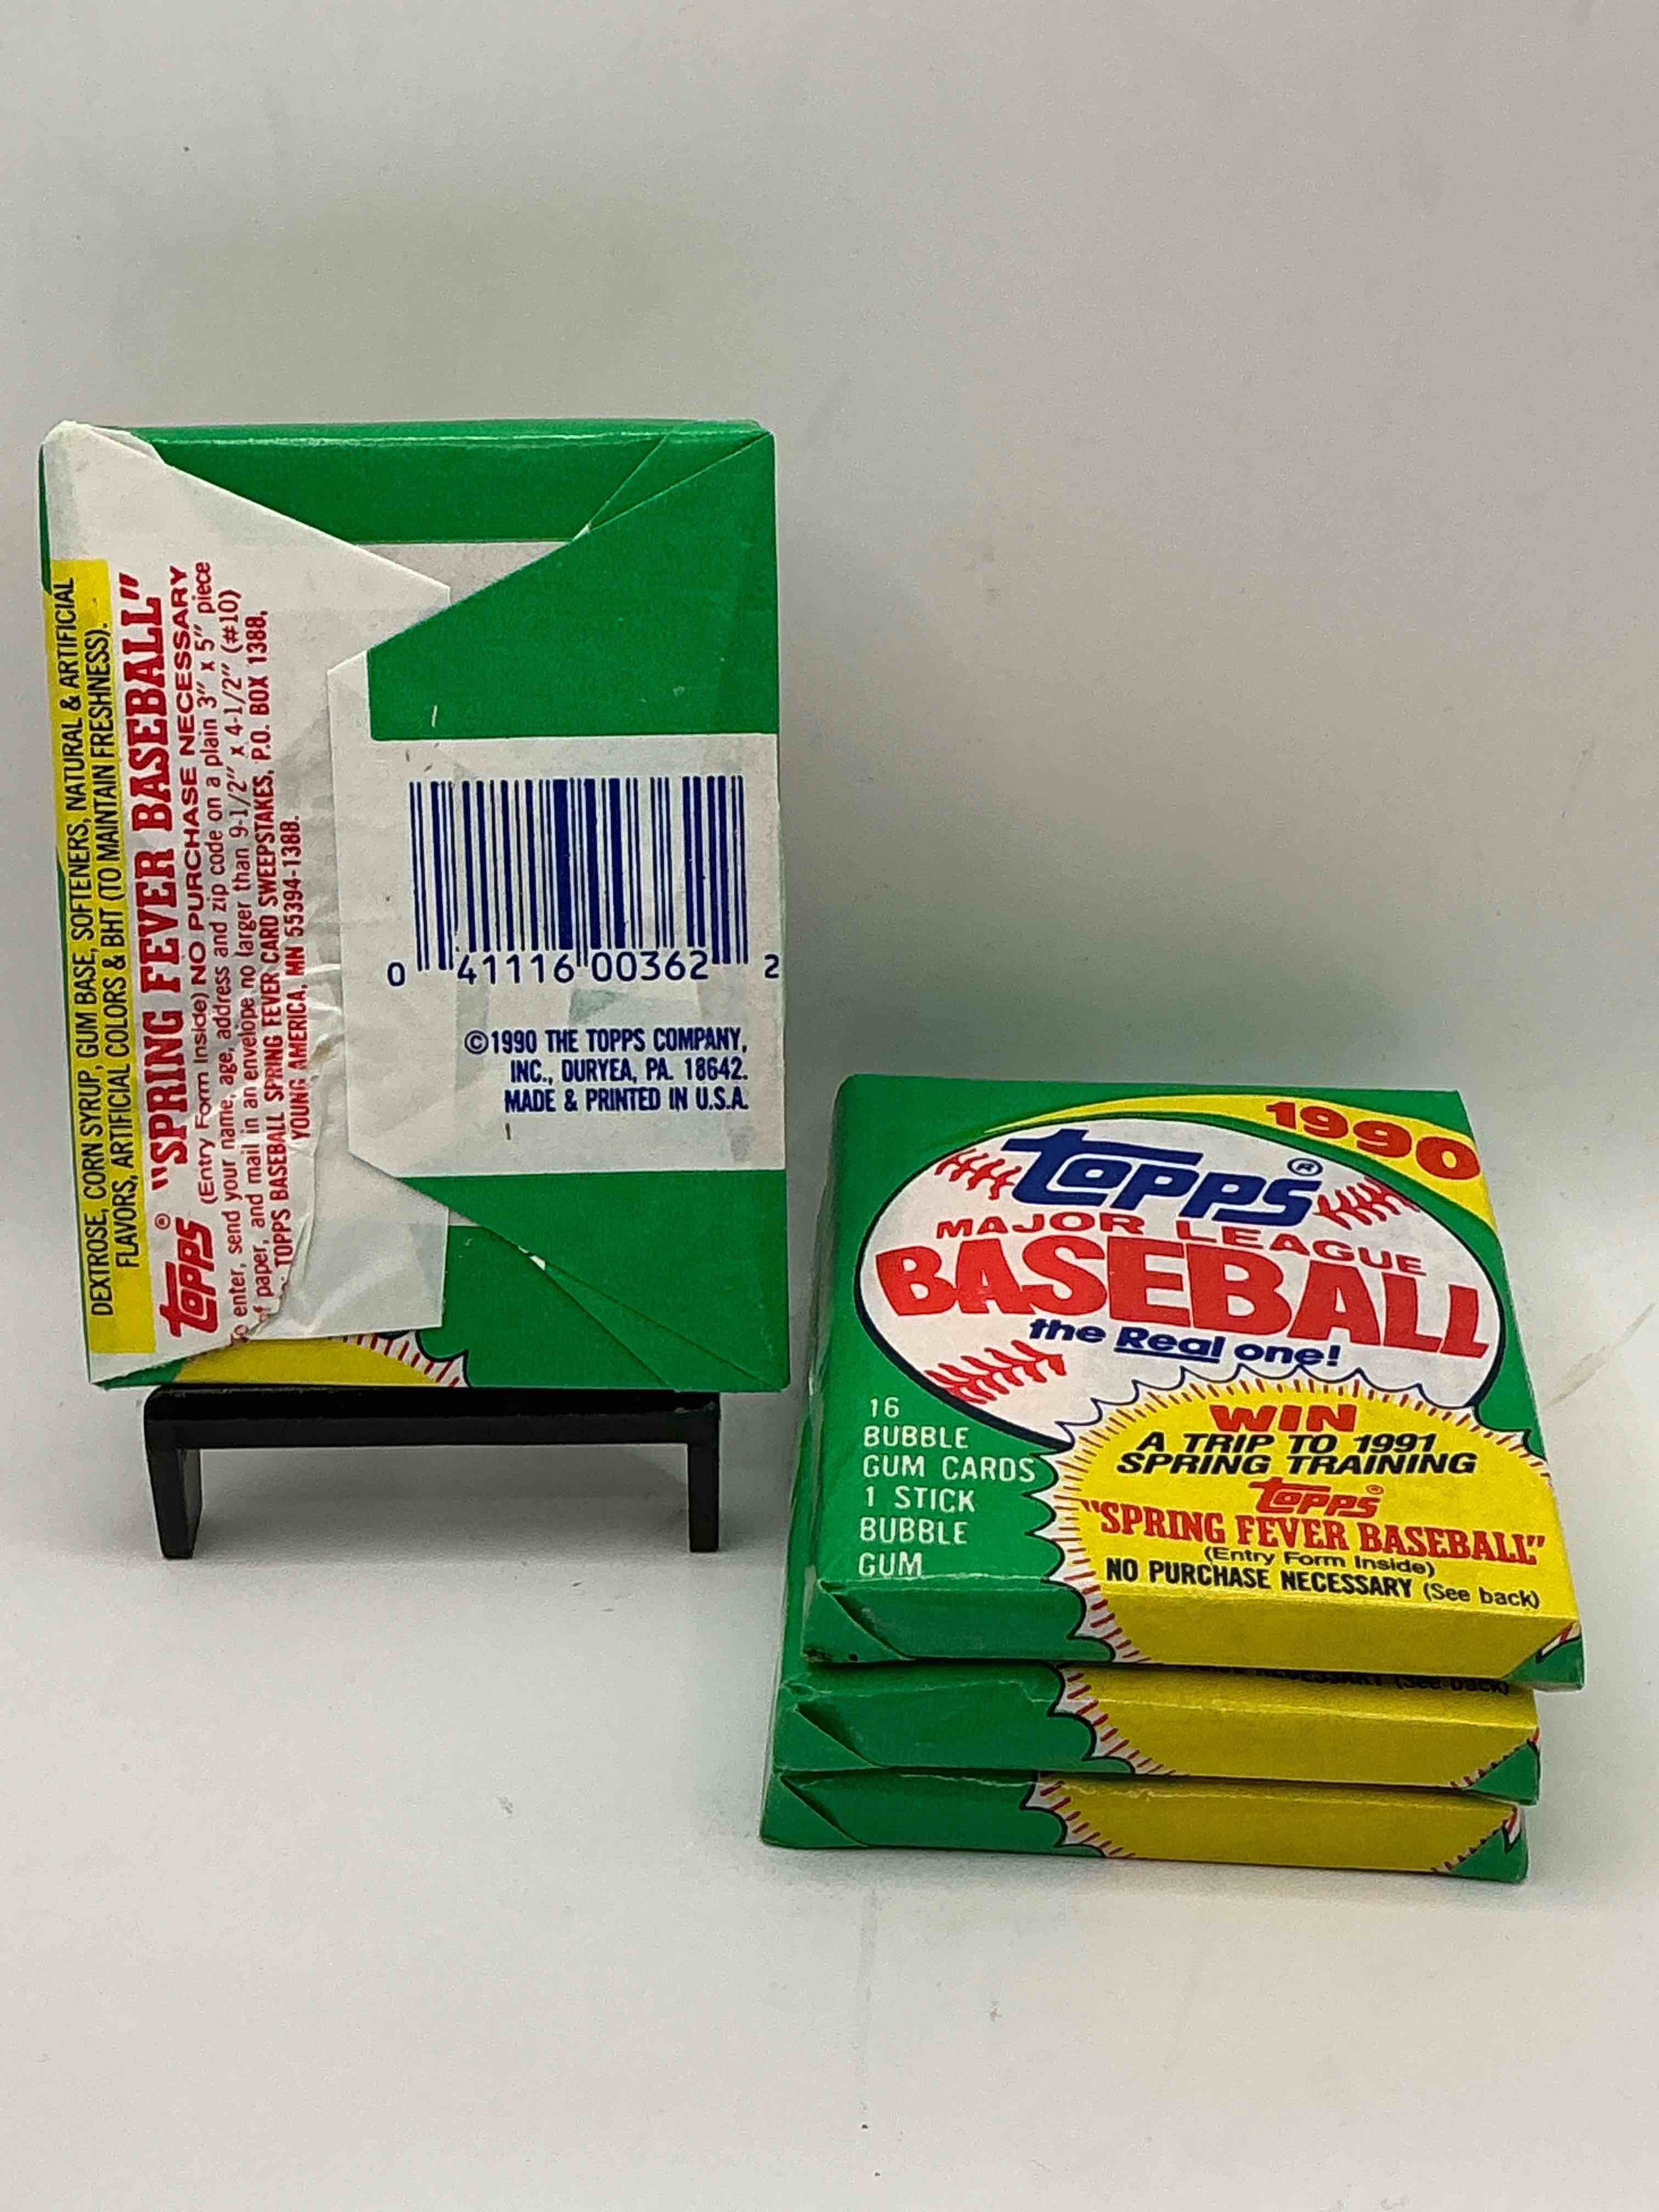 DEXTROSE, CORN SYRUP, GUM BASE, SOFTENERS, NATURAL & ARTIFICIAL
FLAVORS, ARTIFICIAL COLORS & BHT (TO MAINTAIN FRESHNESS).
TOPPS® "SPRING FEVER BASEBALL"
(Entry Form Inside) NO PURCHASE NECESSARY
enter, send your name, age, address and zip code on a plain 3" x 5" piece
of paper, and mail in an envelope no larger than 9-1/2" x 4-1/2" (#10)
TOPPS BASEBALL SPRING FEVER CARD SWEEPSTAKES, P.O. BOX 1388,
YOUNG AMERICA, MN 55394-1388.
0 41116 00362 2
©1990 THE TOPPS COMPANY,
INC., DURYEA, PA. 18642.
MADE & PRINTED IN U.S.A.
1990
TOPPS®
MAJOR LEAGUE
BASEBALL
the Real one!
16
BUBBLE
GUM CARDS
1 STICK
BUBBLE
GUM
WIN
A TRIP TO 1991
SPRING TRAINING
TOPPS®
"SPRING FEVER BASEBALL"
(Entry Form Inside)
NO PURCHASE NECESSARY (See back)
NECESSARY (See back)